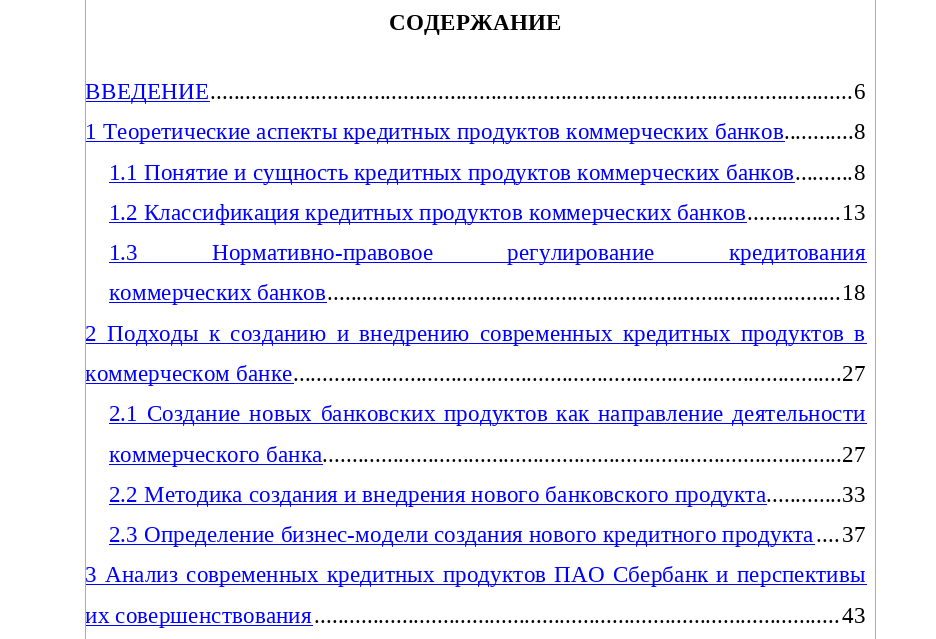 СОДЕРЖАНИЕ
ВВЕДЕНИЕ..............................................................................................................6
1 Теоретические аспекты кредитных продуктов коммерческих банков............8
1.1 Понятие и сущность кредитных продуктов коммерческих банков..........8
1.2 Классификация кредитных продуктов коммерческих банков................13
1.3 Нормативно-правовое регулирование кредитования
коммерческих банков........................................................................................18
2 Подходы к созданию и внедрению современных кредитных продуктов в
коммерческом банке..............................................................................................27
2.1 Создание новых банковских продуктов как направление деятельности
коммерческого банка.........................................................................................27
2.2 Методика создания и внедрения нового банковского продукта.............33
2.3 Определение бизнес-модели создания нового кредитного продукта....37
3 Анализ современных кредитных продуктов ПАО Сбербанк и перспективы
их совершенствования..........................................................................................43